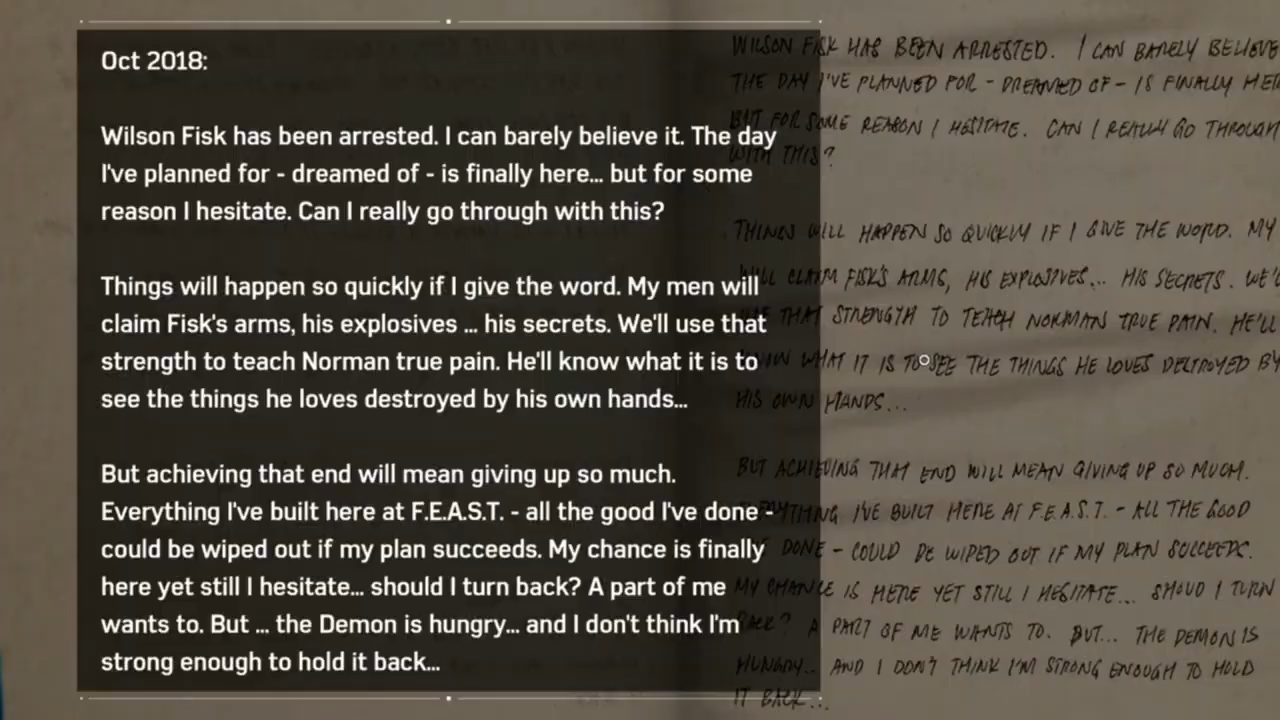 Oct 2018:
Wilson Fisk has been arrested. I can barely believe it. The day
I've planned for - dreamed of - is finally here... but for some
reason I hesitate. Can I really go through with this?
Things will happen so quickly if I give the word. My men will
claim Fisk's arms, his explosives ... his secrets. We'll use that
strength to teach Norman true pain. He'll know what it is to
see the things he loves destroyed by his own hands...
But achieving that end will mean giving up so much.
Everything I've built here at F.E.A.S.T. - all the good I've done -
could be wiped out if my plan succeeds. My chance is finally
here yet still I hesitate... should I turn back? A part of me
wants to. But ... the Demon is hungry... and I don't think I'm
strong enough to hold it back...
WILSON FISK HAS BEEN ARRESTED. I CAN BARELY BELIEVE
THE DAY I'VE PLANNED FOR - DREAMED OF - IS FINALLY
BUT FOR SOME REASON I HESITATE. CAN I REALLY GO THROUGH
WITH THIS?
THINGS WILL HAPPEN SO QUICKLY IF I GIVE THE WORD. MY
WILL CLAIM FISK'S ARMS, HIS EXPLOSIVES... HIS SECRETS.
USE THAT STRENGTH TO TEACH NORMAN TRUE PAIN. HE'LL
KNOW WHAT IT IS TO SEE THE THINGS HE LOVES DESTROYED BY
HIS OWN HANDS...
BUT ACHIEVING THAT END WILL MEAN GIVING UP SO MUCH.
I'VE BUILT HERE AT F.E.A.S.T. - ALL THE GOOD
DONE - COULD BE WIPED OUT IF MY PLAN SUCCEEDS.
MY CHANCE IS HERE YET STILL I HESITATE... SHOUD I TURN
BACK? A PART OF ME WANTS TO. BUT... THE DEMON IS
HUNGRY... AND I DON'T THINK I'M STRONG ENOUGH TO HOLD
IT BACK...